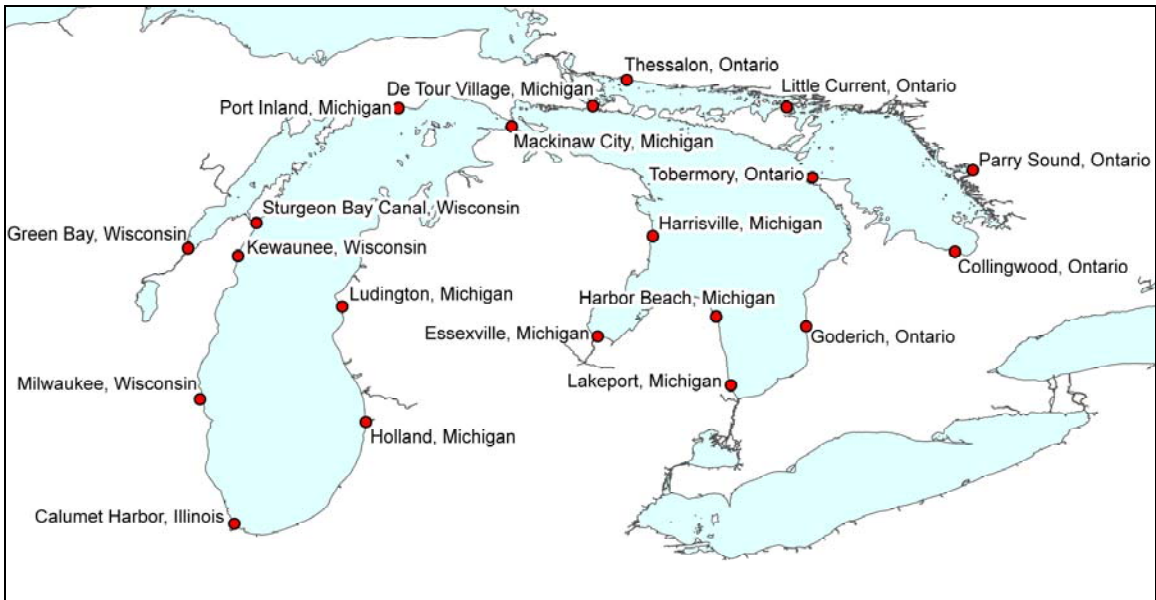 Thessalon, Ontario
De Tour Village, Michigan
Little Current, Ontario
Port Inland, Michigan
Mackinaw City, Michigan
Parry Sound, Ontario
Tobermory, Ontario
Sturgeon Bay Canal, Wisconsin
Harrisville, Michigan
Green Bay, Wisconsin
Kewaunee, Wisconsin
Collingwood, Ontario
Ludington, Michigan
Harbor Beach, Michigan
Essexville, Michigan
Goderich, Ontario
Milwaukee, Wisconsin
Lakeport, Michigan
Holland, Michigan
Calumet Harbor, Illinois